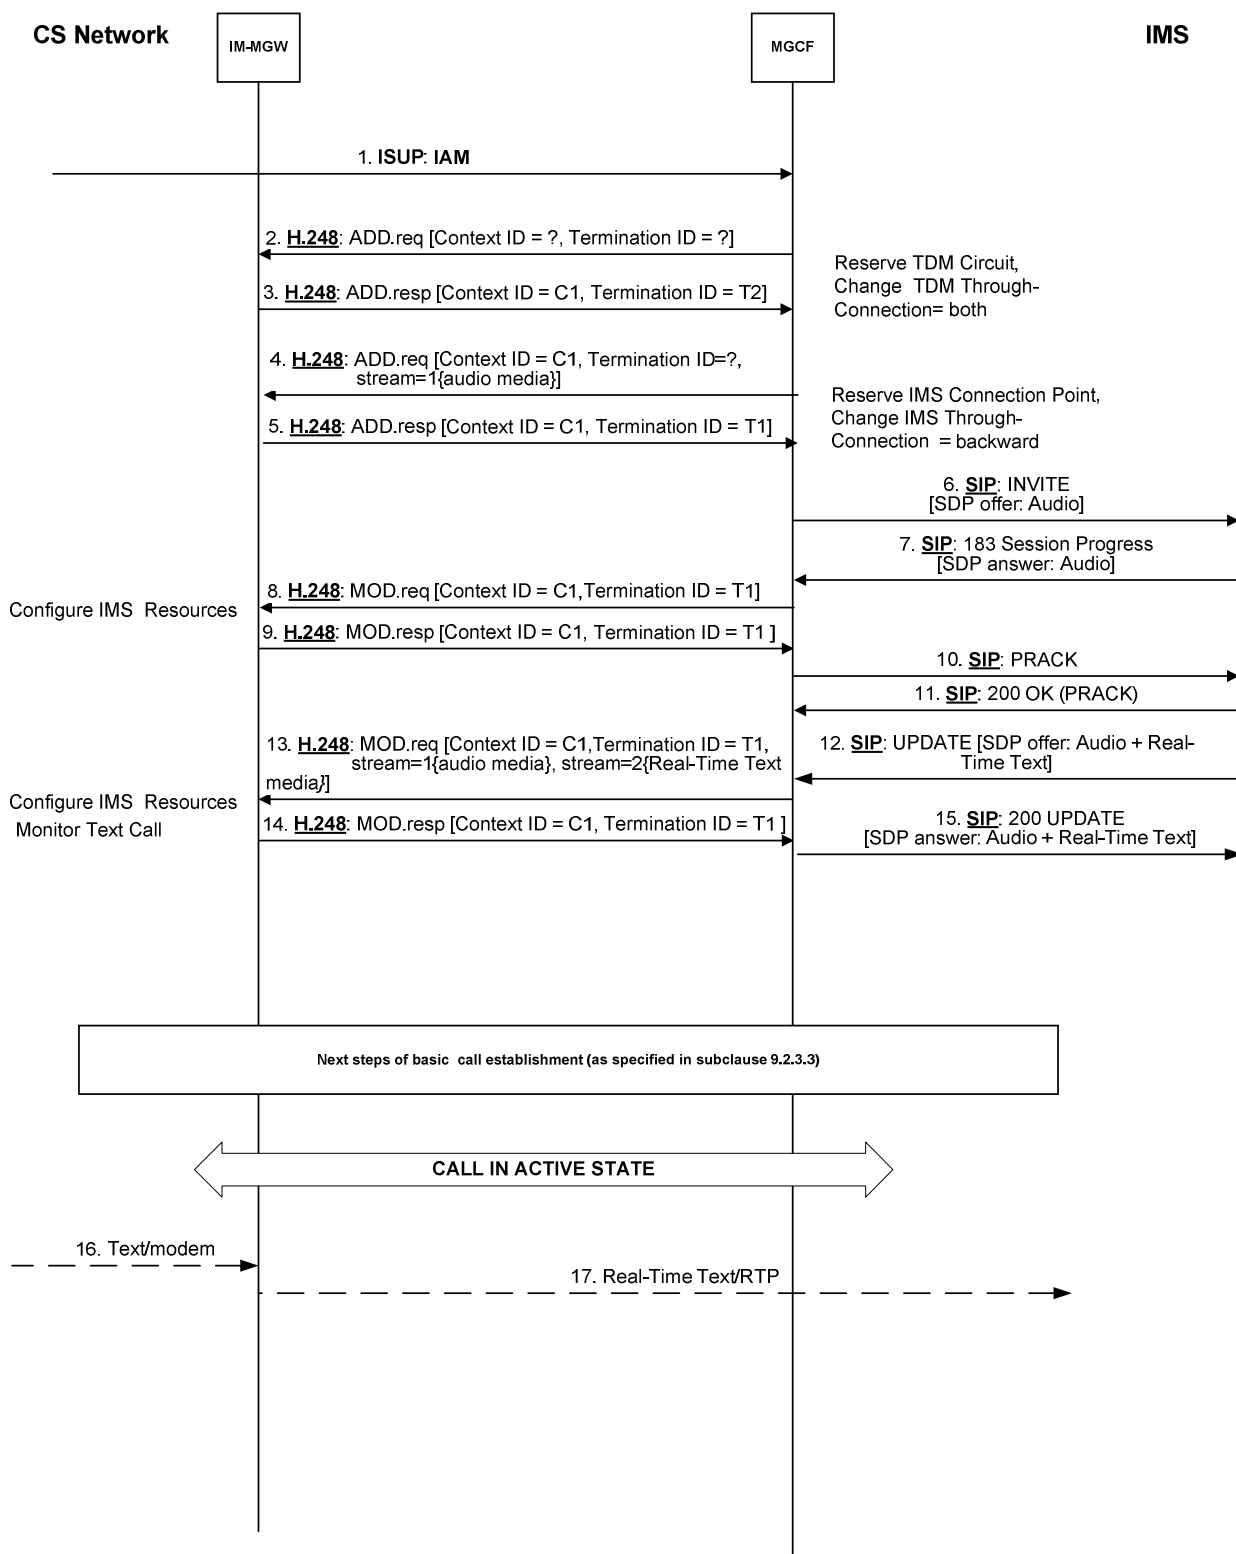 CS Network
IM-MGW
MGCF
IMS
1. ISUP: IAM
2. H.248: ADD.req [Context ID = ?, Termination ID = ?]
Reserve TDM Circuit,
Change TDM Through-
Connection= both
3. H.248: ADD.resp [Context ID = C1, Termination ID = T2]
4. H.248: ADD.req [Context ID = C1, Termination ID=?,
stream=1{audio media}]
Reserve IMS Connection Point,
Change IMS Through-
Connection = backward
5. H.248: ADD.resp [Context ID = C1, Termination ID = T1]
6. SIP: INVITE
[SDP offer: Audio]
7. SIP: 183 Session Progress
[SDP answer: Audio]
8. H.248: MOD.req [Context ID = C1,Termination ID = T1]
Configure IMS Resources
9. H.248: MOD.resp [Context ID = C1, Termination ID = T1 ]
10. SIP: PRACK
11. SIP: 200 OK (PRACK)
12. SIP: UPDATE [SDP offer: Audio + Real-
Time Text]
13. H.248: MOD.req [Context ID = C1,Termination ID = T1,
stream=1{audio media}, stream=2{Real-Time Text
media}]
Configure IMS Resources
Monitor Text Call
14. H.248: MOD.resp [Context ID = C1, Termination ID = T1 ]
15. SIP: 200 UPDATE
[SDP answer: Audio + Real-Time Text]
Next steps of basic call establishment (as specified in subclause 9.2.3.3)
CALL IN ACTIVE STATE
16. Text/modem
17. Real-Time Text/RTP